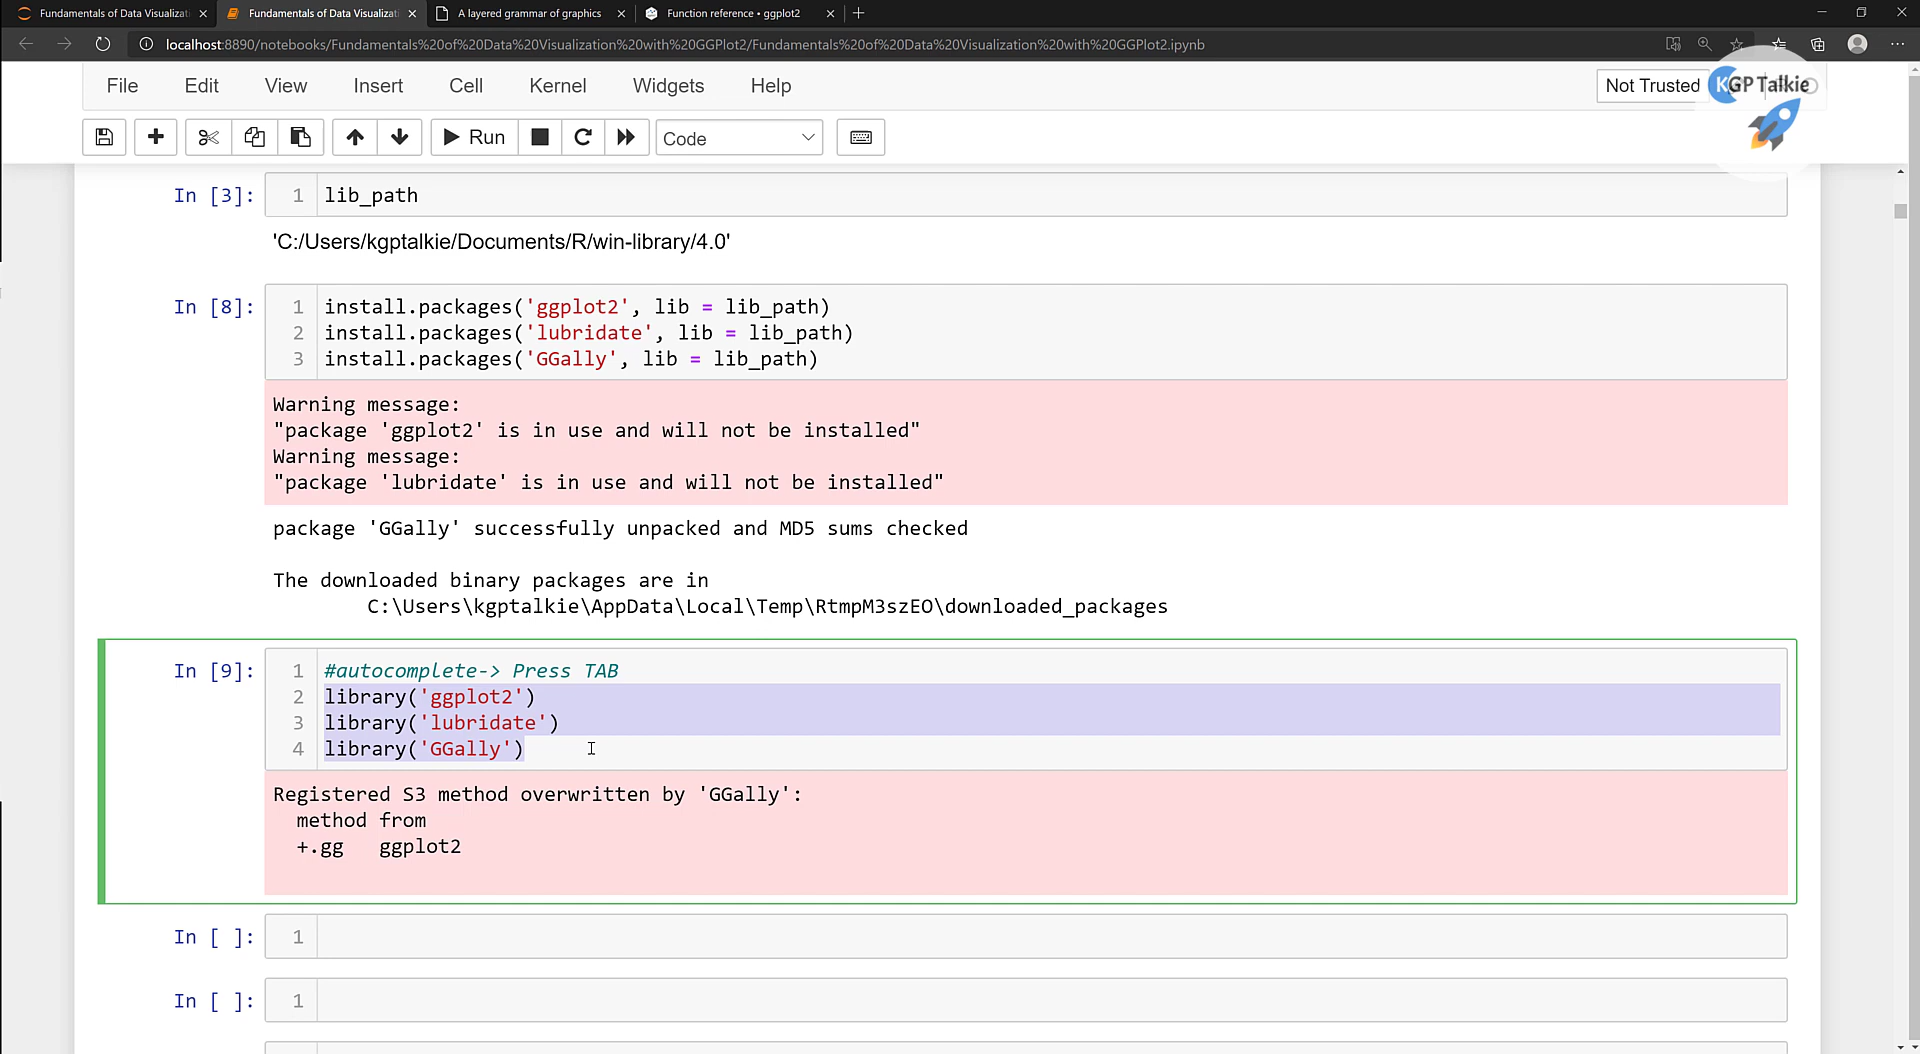 Fundamentals of Data Visualizati
Fundamentals of Data Visualizati
A layered grammar of graphics
Function reference • ggplot2
localhost:8890/notebooks/Fundamentals%20of%20Data%20Visualization%20with%20GGPlot2/Fundamentals%20of%20Data%20Visualization%20with%20GGPlot2.ipynb
File Edit View Insert Cell Kernel Widgets Help
Not Trusted
KGP Talkie
Run
Code
In [3]: 1 lib_path
'C:/Users/kgptalkie/Documents/R/win-library/4.0'
In [8]: 1 install.packages('ggplot2', lib = lib_path)
2 install.packages('lubridate', lib = lib_path)
3 install.packages('GGally', lib = lib_path)
Warning message:
"package 'ggplot2' is in use and will not be installed"
Warning message:
"package 'lubridate' is in use and will not be installed"
package 'GGally' successfully unpacked and MD5 sums checked
The downloaded binary packages are in
C:\Users\kgptalkie\AppData\Local\Temp\RtmpM3szEO\downloaded_packages
In [9]: 1 #autocomplete-> Press TAB
2 library('ggplot2')
3 library('lubridate')
4 library('GGally')
Registered S3 method overwritten by 'GGally':
method from
+.gg ggplot2
In [ ]: 1
In [ ]: 1